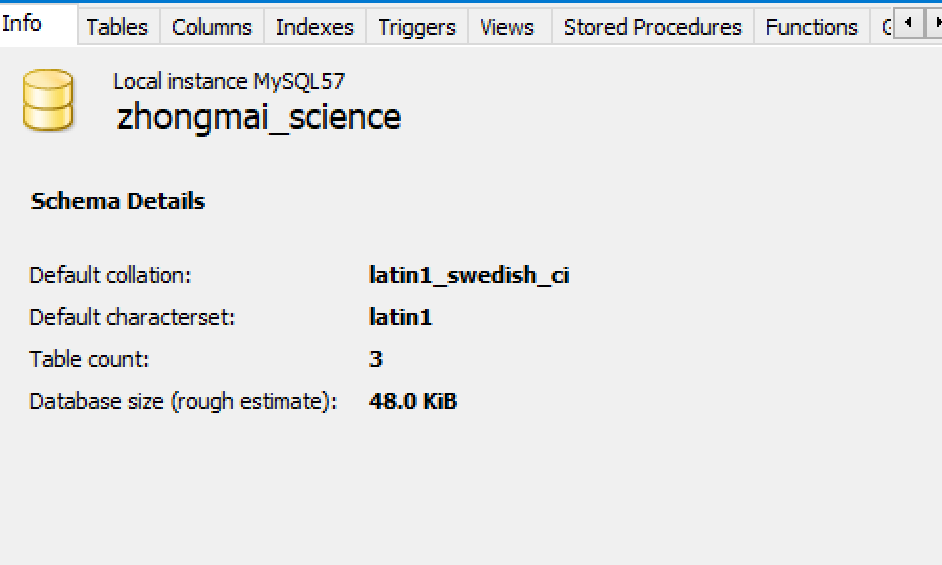 Info Tables Columns Indexes Triggers Views Stored Procedures Functions
Local instance MySQL57
zhongmai_science
Schema Details
Default collation: latin1_swedish_ci
Default characterset: latin1
Table count: 3
Database size (rough estimate): 48.0 KiB